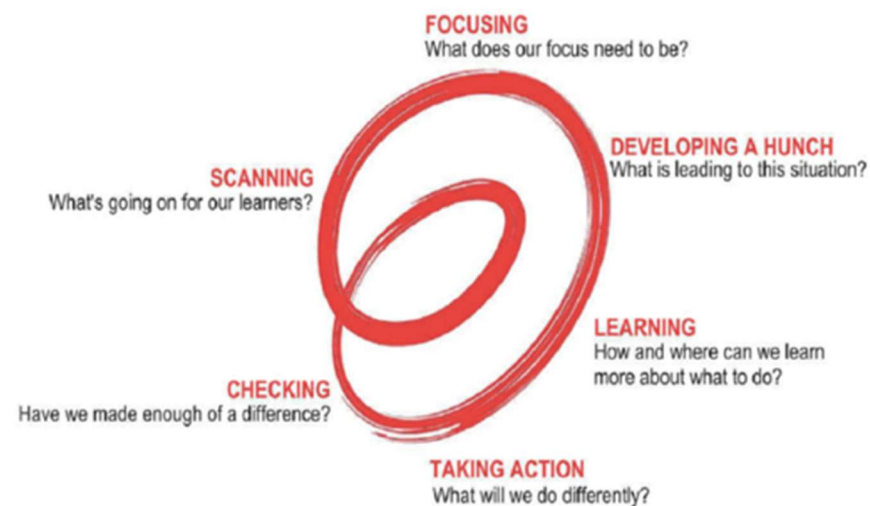 FOCUSING
What does our focus need to be?
DEVELOPING A HUNCH
What is leading to this situation?
SCANNING
What's going on for our learners?
LEARNING
How and where can we learn
more about what to do?
CHECKING
Have we made enough of a difference?
TAKING ACTION
What will we do differently?